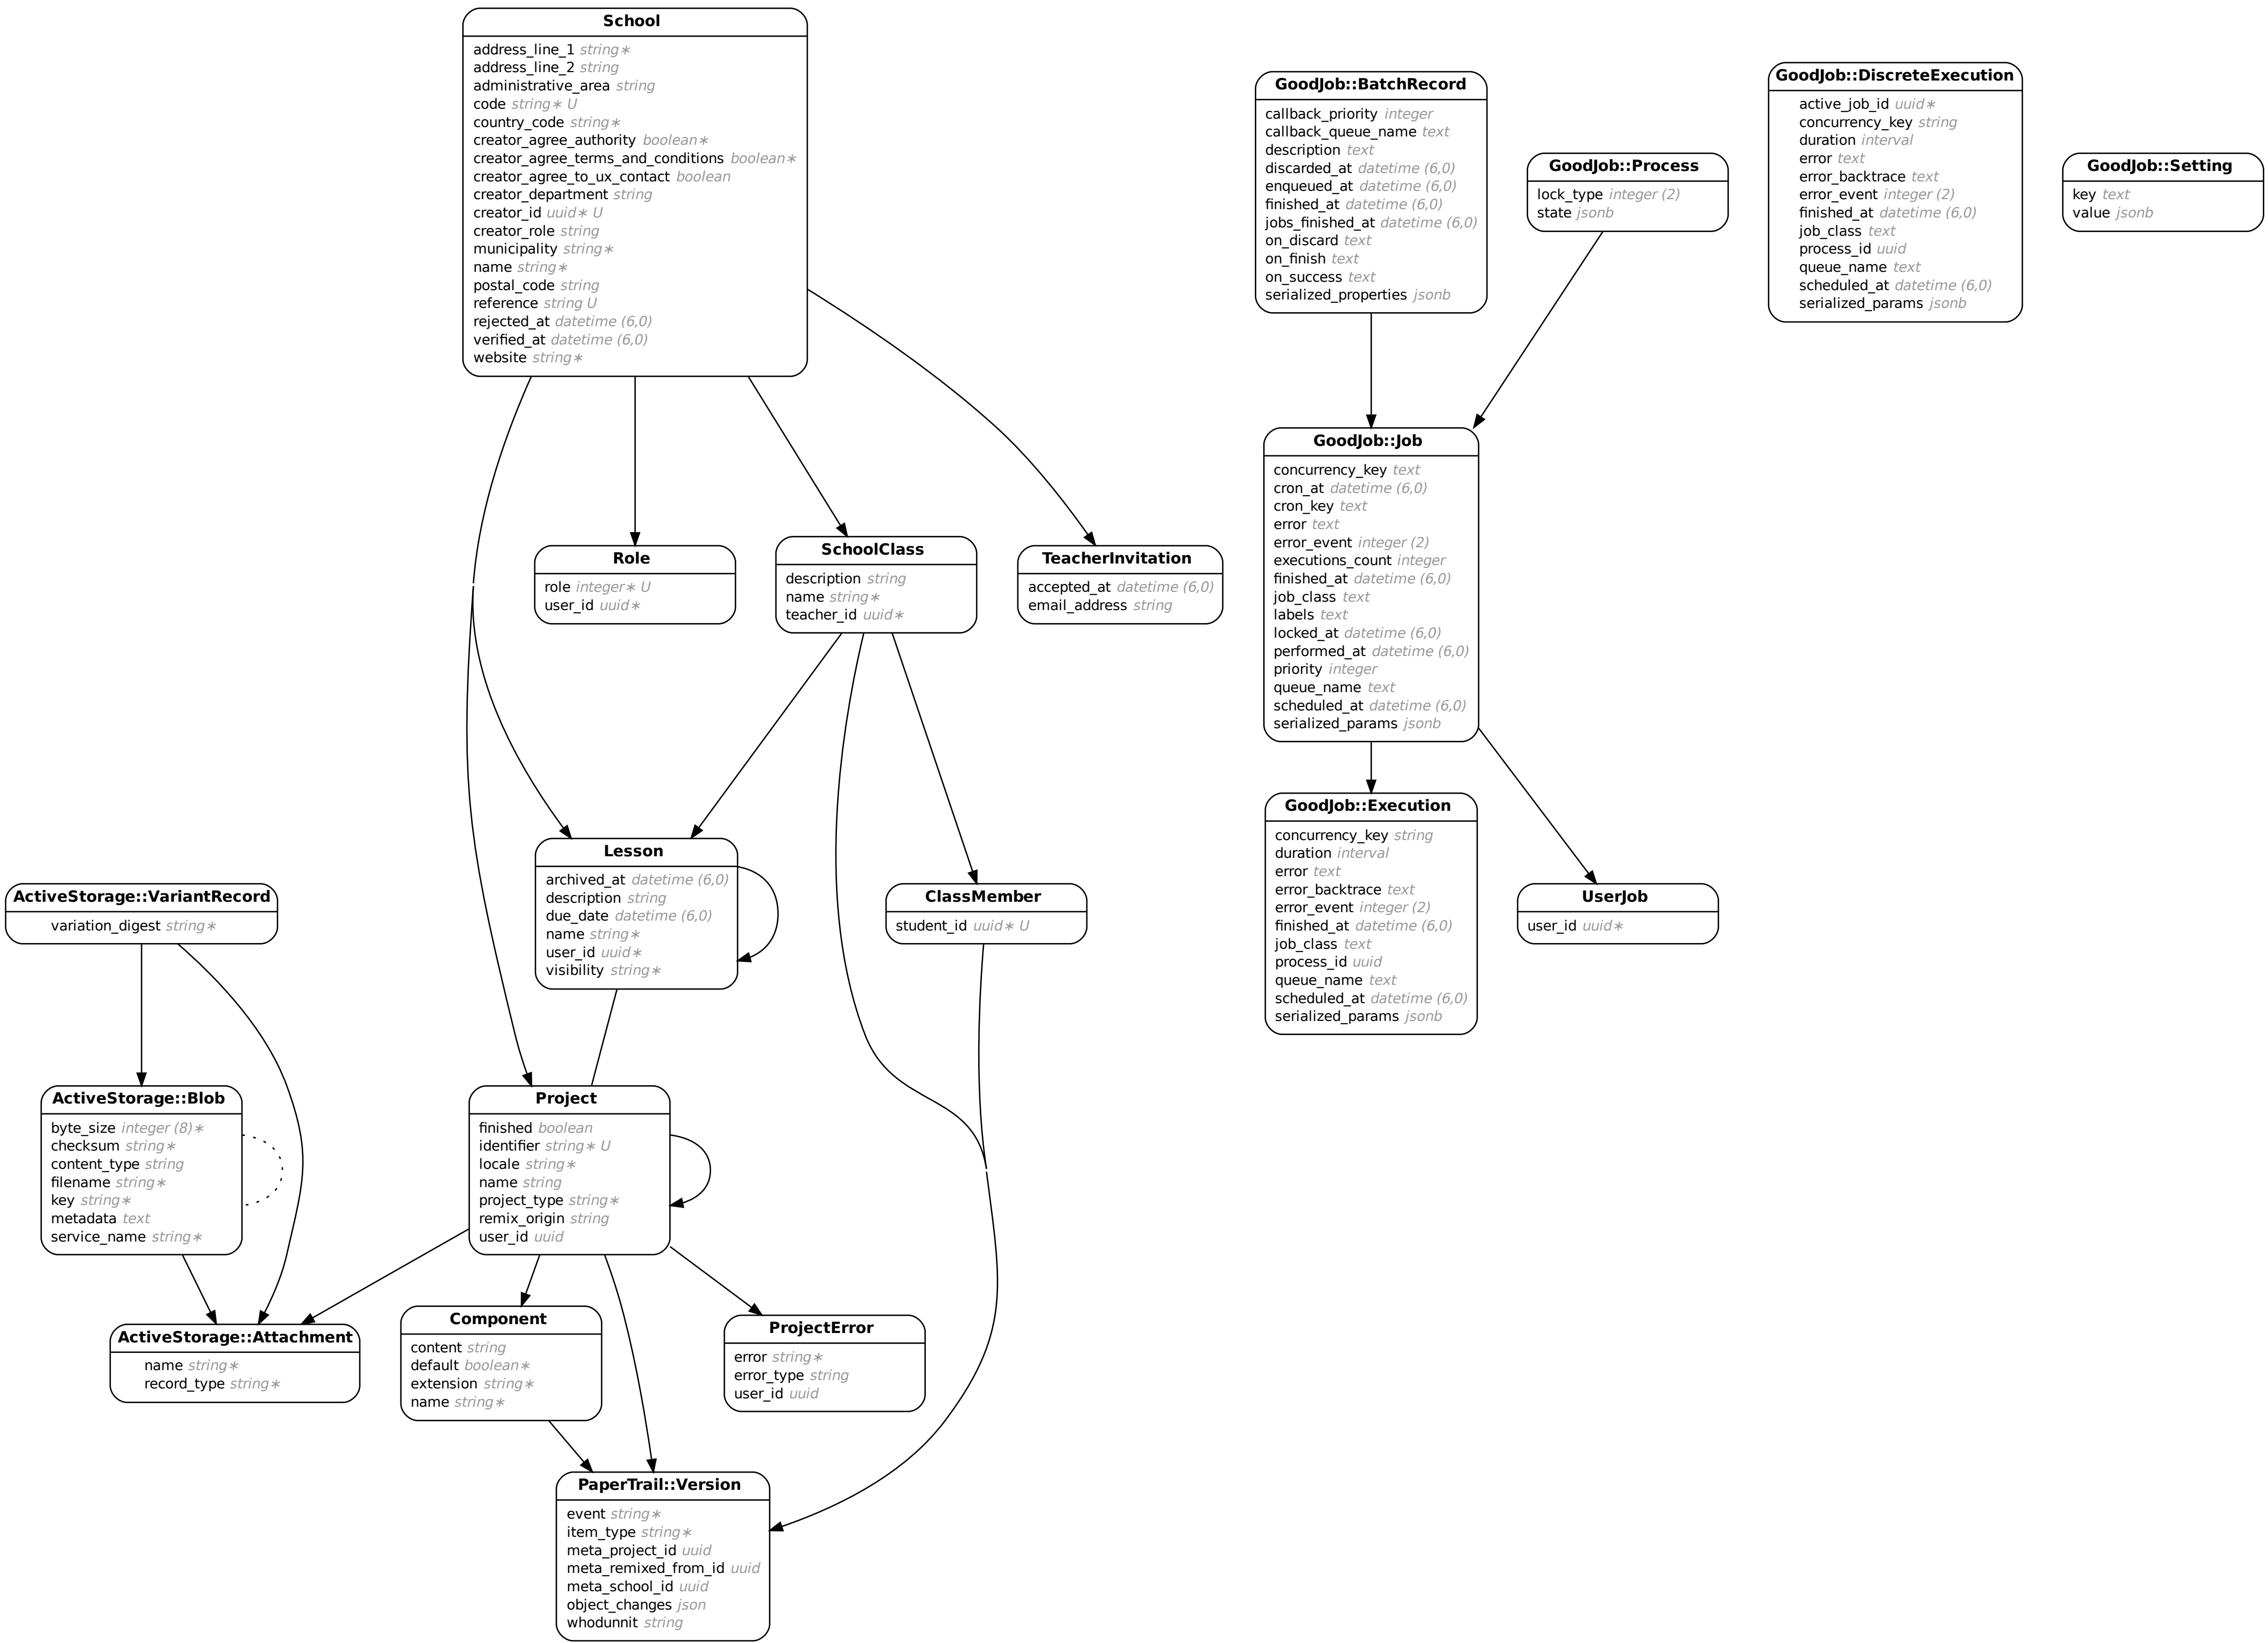 School
address_line_1 string∗
address_line_2 string
administrative_area string
code string∗ U
country_code string∗
creator_agree_authority boolean∗
creator_agree_terms_and_conditions boolean∗
creator_agree_to_ux_contact boolean
creator_department string
creator_id uuid∗ U
creator_role string
municipality string∗
name string∗
postal_code string
reference string U
rejected_at datetime (6,0)
verified_at datetime (6,0)
website string∗
GoodJob::BatchRecord
callback_priority integer
callback_queue_name text
description text
discarded_at datetime (6,0)
enqueued_at datetime (6,0)
finished_at datetime (6,0)
jobs_finished_at datetime (6,0)
on_discard text
on_finish text
on_success text
serialized_properties jsonb
GoodJob::Process
lock_type integer (2)
state jsonb
GoodJob::DiscreteExecution
active_job_id uuid∗
concurrency_key string
duration interval
error text
error_backtrace text
error_event integer (2)
finished_at datetime (6,0)
job_class text
process_id uuid
queue_name text
scheduled_at datetime (6,0)
serialized_params jsonb
GoodJob::Setting
key text
value jsonb
Role
role integer∗ U
user_id uuid∗
SchoolClass
description string
name string∗
teacher_id uuid∗
TeacherInvitation
accepted_at datetime (6,0)
email_address string
GoodJob::Job
concurrency_key text
cron_at datetime (6,0)
cron_key text
error text
error_event integer (2)
executions_count integer
finished_at datetime (6,0)
job_class text
labels text
locked_at datetime (6,0)
performed_at datetime (6,0)
priority integer
queue_name text
scheduled_at datetime (6,0)
serialized_params jsonb
Lesson
archived_at datetime (6,0)
description string
due_date datetime (6,0)
name string∗
user_id uuid∗
visibility string∗
ClassMember
student_id uuid∗ U
GoodJob::Execution
concurrency_key string
duration interval
error text
error_backtrace text
error_event integer (2)
finished_at datetime (6,0)
job_class text
process_id uuid
queue_name text
scheduled_at datetime (6,0)
serialized_params jsonb
UserJob
user_id uuid∗
ActiveStorage::VariantRecord
variation_digest string∗
ActiveStorage::Blob
byte_size integer (8)∗
checksum string∗
content_type string
filename string∗
key string∗
metadata text
service_name string∗
Project
finished boolean
identifier string∗ U
locale string∗
name string
project_type string∗
remix_origin string
user_id uuid
ActiveStorage::Attachment
name string∗
record_type string∗
Component
content string
default boolean∗
extension string∗
name string∗
ProjectError
error string∗
error_type string
user_id uuid
PaperTrail::Version
event string∗
item_type string∗
meta_project_id uuid
meta_remixed_from_id uuid
meta_school_id uuid
object_changes json
whodunnit string